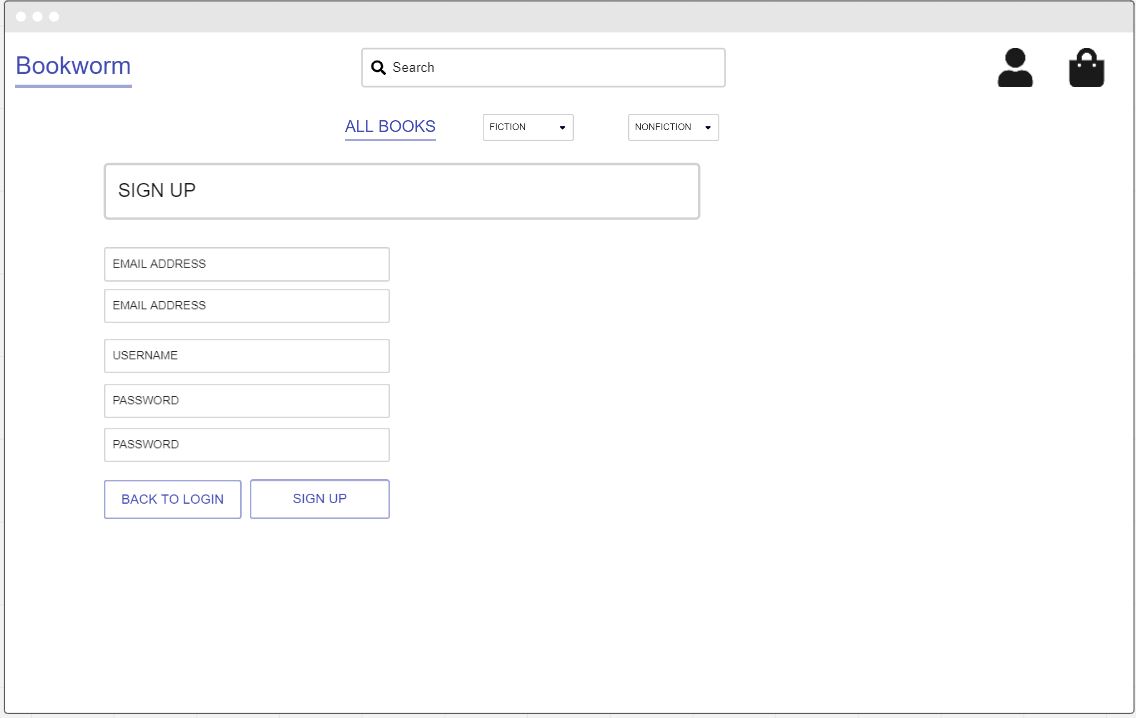 Bookworm
Search
ALL BOOKS
FICTION
NONFICTION
SIGN UP
EMAIL ADDRESS
EMAIL ADDRESS
USERNAME
PASSWORD
PASSWORD
BACK TO LOGIN
SIGN UP